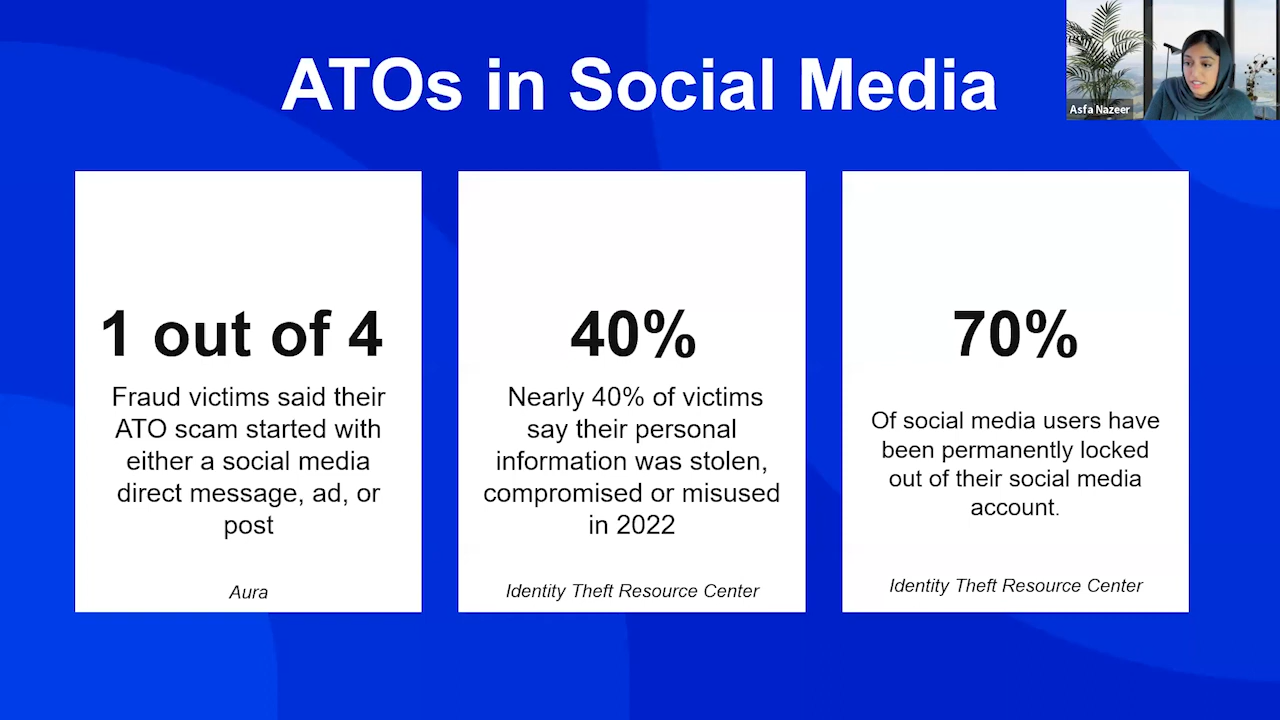 ATOs in Social Media
Asfa Nazeer
1 out of 4
Fraud victims said their
ATO scam started with
either a social media
direct message, ad, or
post
Aura
40%
Nearly 40% of victims
say their personal
information was stolen,
compromised or misused
in 2022
Identity Theft Resource Center
70%
Of social media users have
been permanently locked
out of their social media
account.
Identity Theft Resource Center